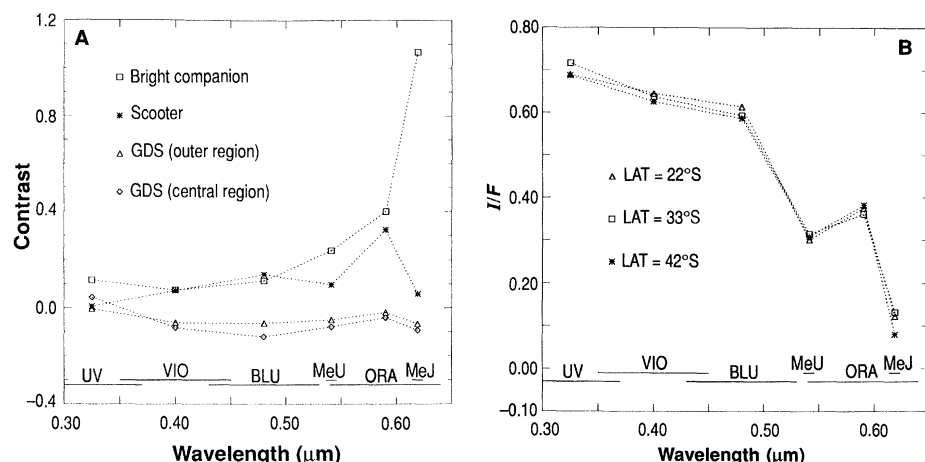 A
Contrast
1.2
0.8
0.4
0.0
−0.4
Bright companion
Scooter
GDS (outer region)
GDS (central region)
UV
VIO
BLU
MeU
ORA
MeJ
0.30
0.40
0.50
0.60
Wavelength (μm)
B
I/F
0.80
0.60
0.40
0.20
0.00
−0.10
LAT = 22°S
LAT = 33°S
LAT = 42°S
UV
VIO
BLU
MeU
ORA
MeJ
0.30
0.40
0.50
0.60
Wavelength (μm)